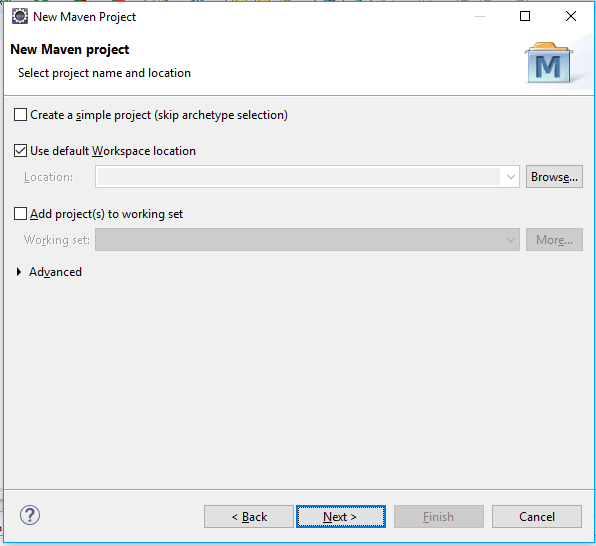 New Maven Project
New Maven project
Select project name and location
M
Create a simple project (skip archetype selection)
Use default Workspace location
Location:
Browse...
Add project(s) to working set
Working set:
More...
Advanced
?
< Back
Next >
Finish
Cancel